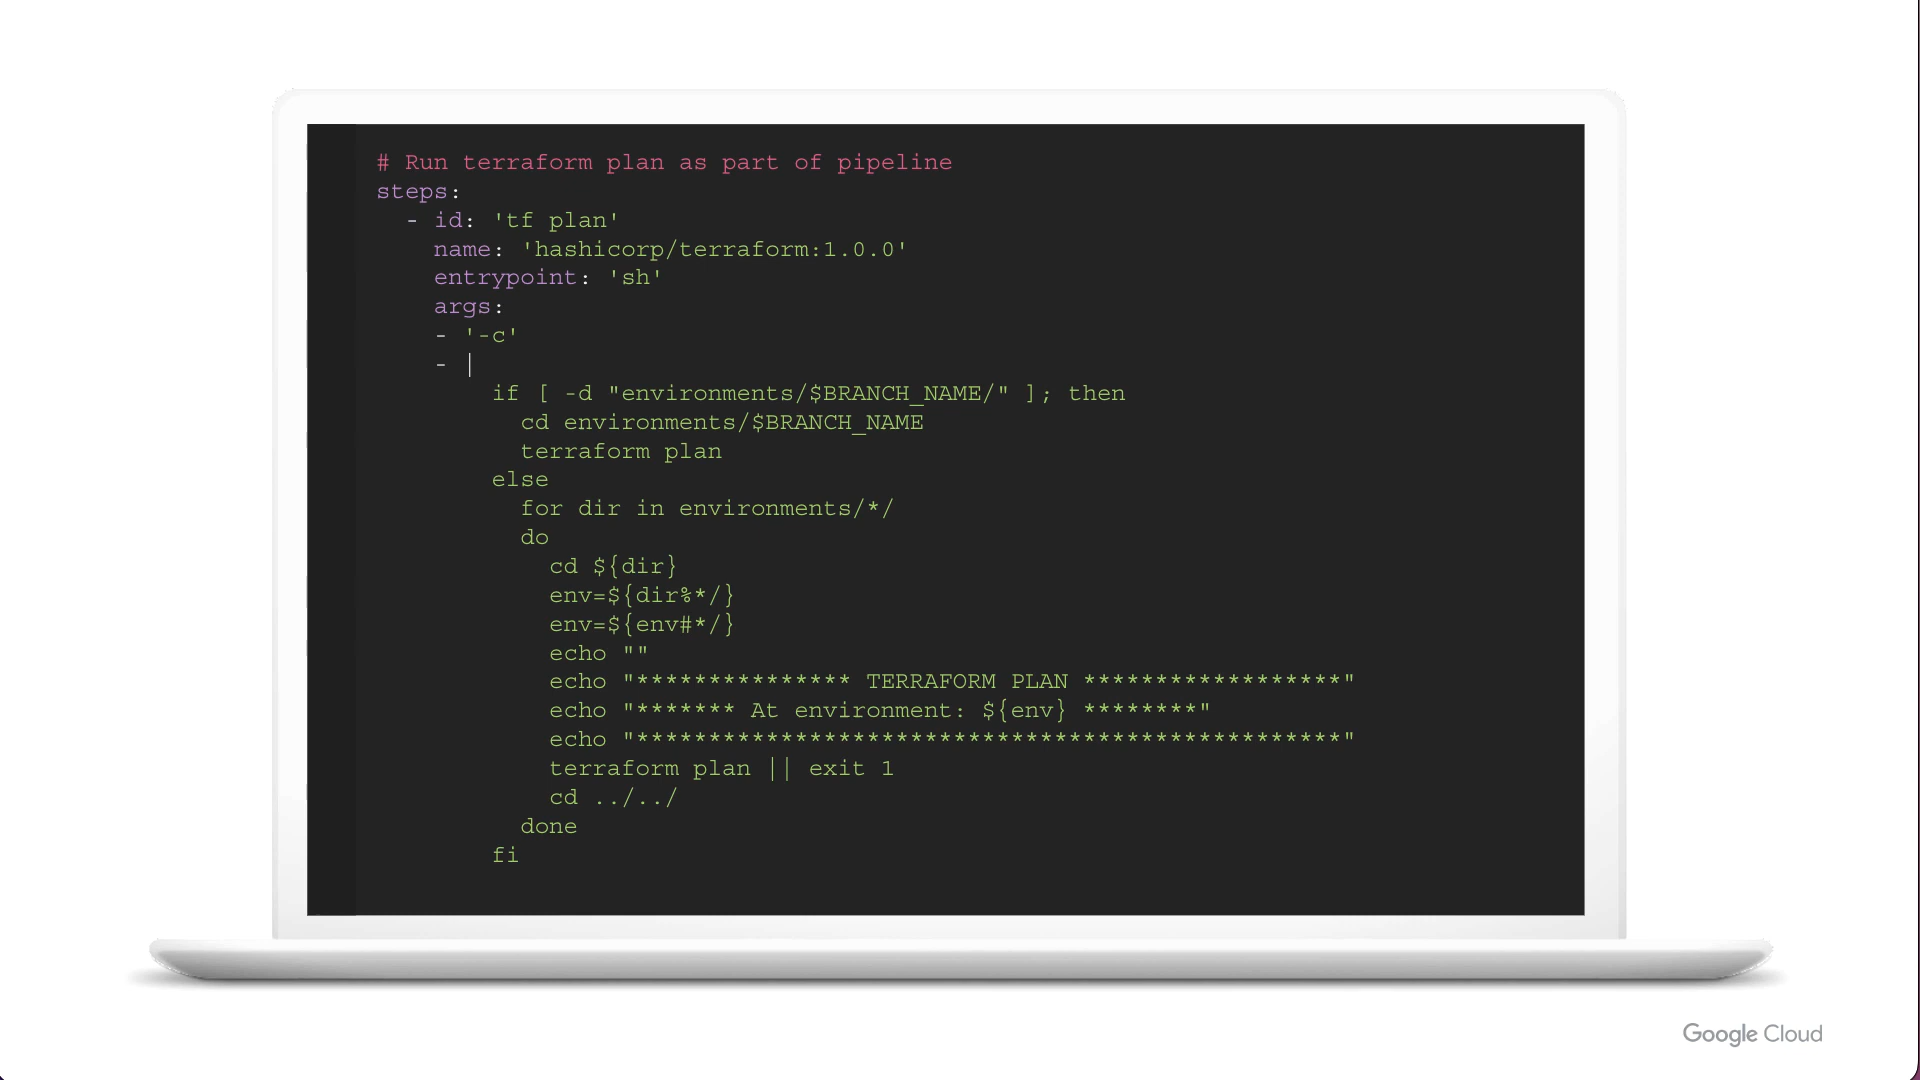 # Run terraform plan as part of pipeline
steps:
  - id: 'tf plan'
    name: 'hashicorp/terraform:1.0.0'
    entrypoint: 'sh'
    args:
    - '-c'
    - |
        if [ -d "environments/$BRANCH_NAME/" ]; then
          cd environments/$BRANCH_NAME
          terraform plan
        else
          for dir in environments/*/
          do
            cd ${dir}
            env=${dir%*/}
            env=${env#*/}
            echo ""
            echo "*************** TERRAFORM PLAN ******************"
            echo "******* At environment: ${env} ********"
            echo "*************************************************"
            terraform plan || exit 1
            cd ../../
          done
        fi
Google Cloud